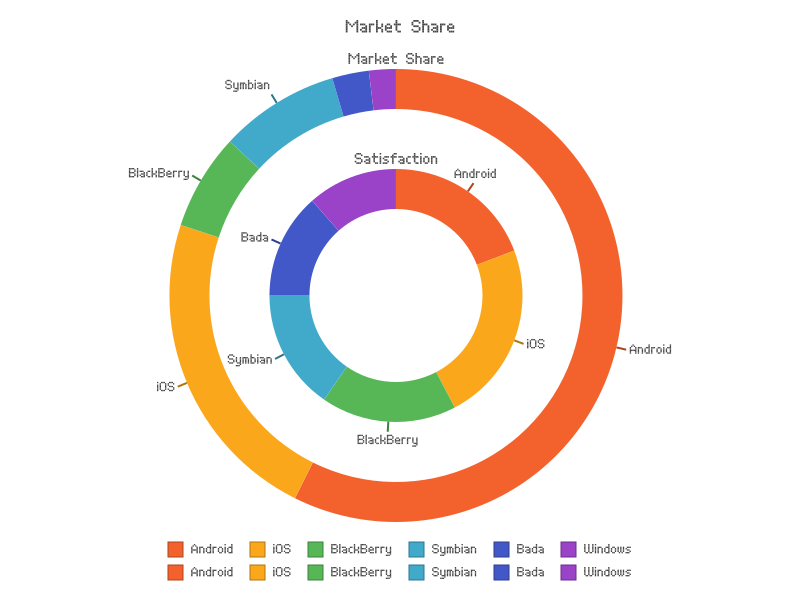 Market Share
Market Share
Symbian
BlackBerry
Satisfaction
Android
Bada
iOS
Android
Symbian
iOS
BlackBerry
Android iOS BlackBerry Symbian Bada Windows
Android iOS BlackBerry Symbian Bada Windows